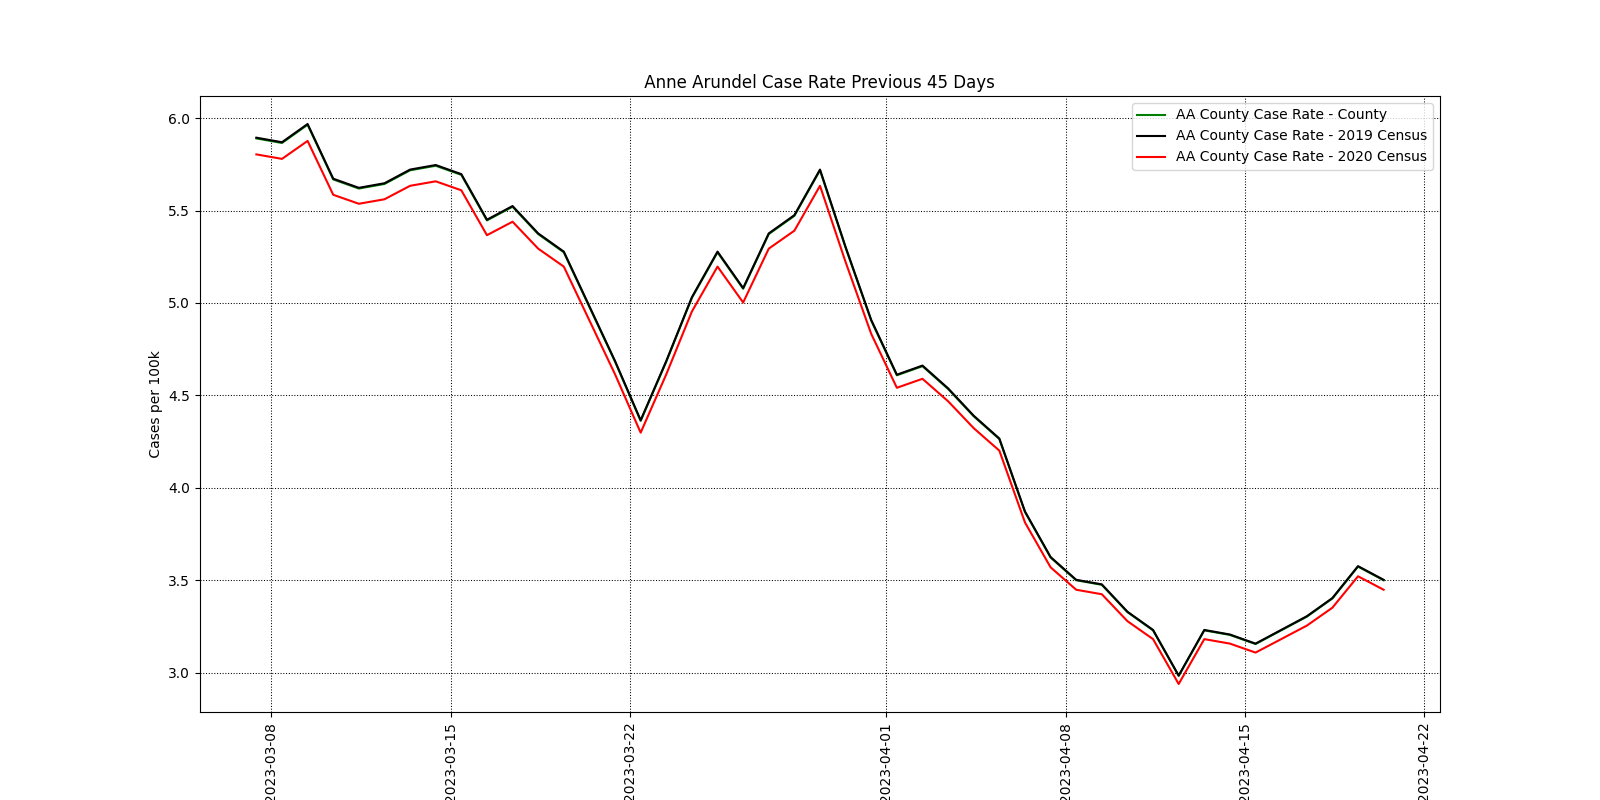 Anne Arundel Case Rate Previous 45 Days
AA County Case Rate - County
AA County Case Rate - 2019 Census
AA County Case Rate - 2020 Census
Cases per 100k
6.0
5.5
5.0
4.5
4.0
3.5
3.0
2023-03-08
2023-03-15
2023-03-22
2023-04-01
2023-04-08
2023-04-15
2023-04-22